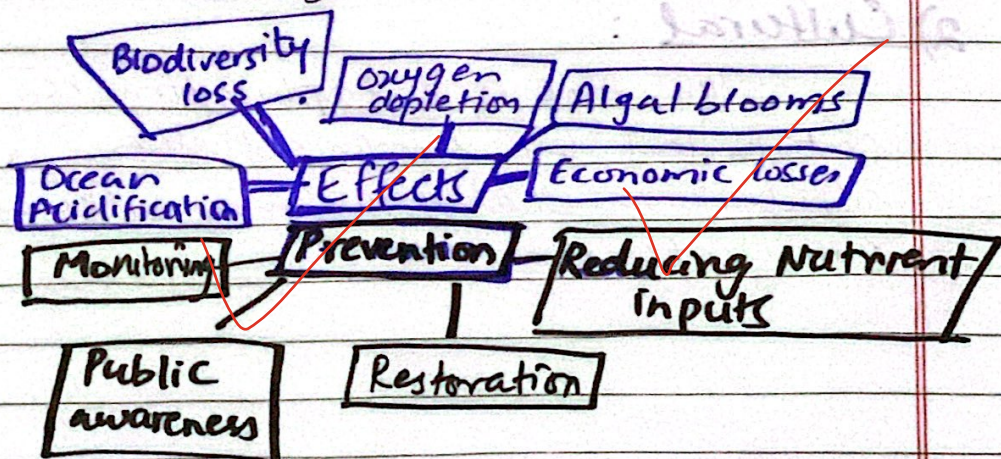 Biodiversity
loss
Oxygen
depletion
Algal blooms
Ocean
Acidification
Effects
Economic losses
Monitoring
Prevention
Reducing Nutrient
inputs
Public
awareness
Restoration